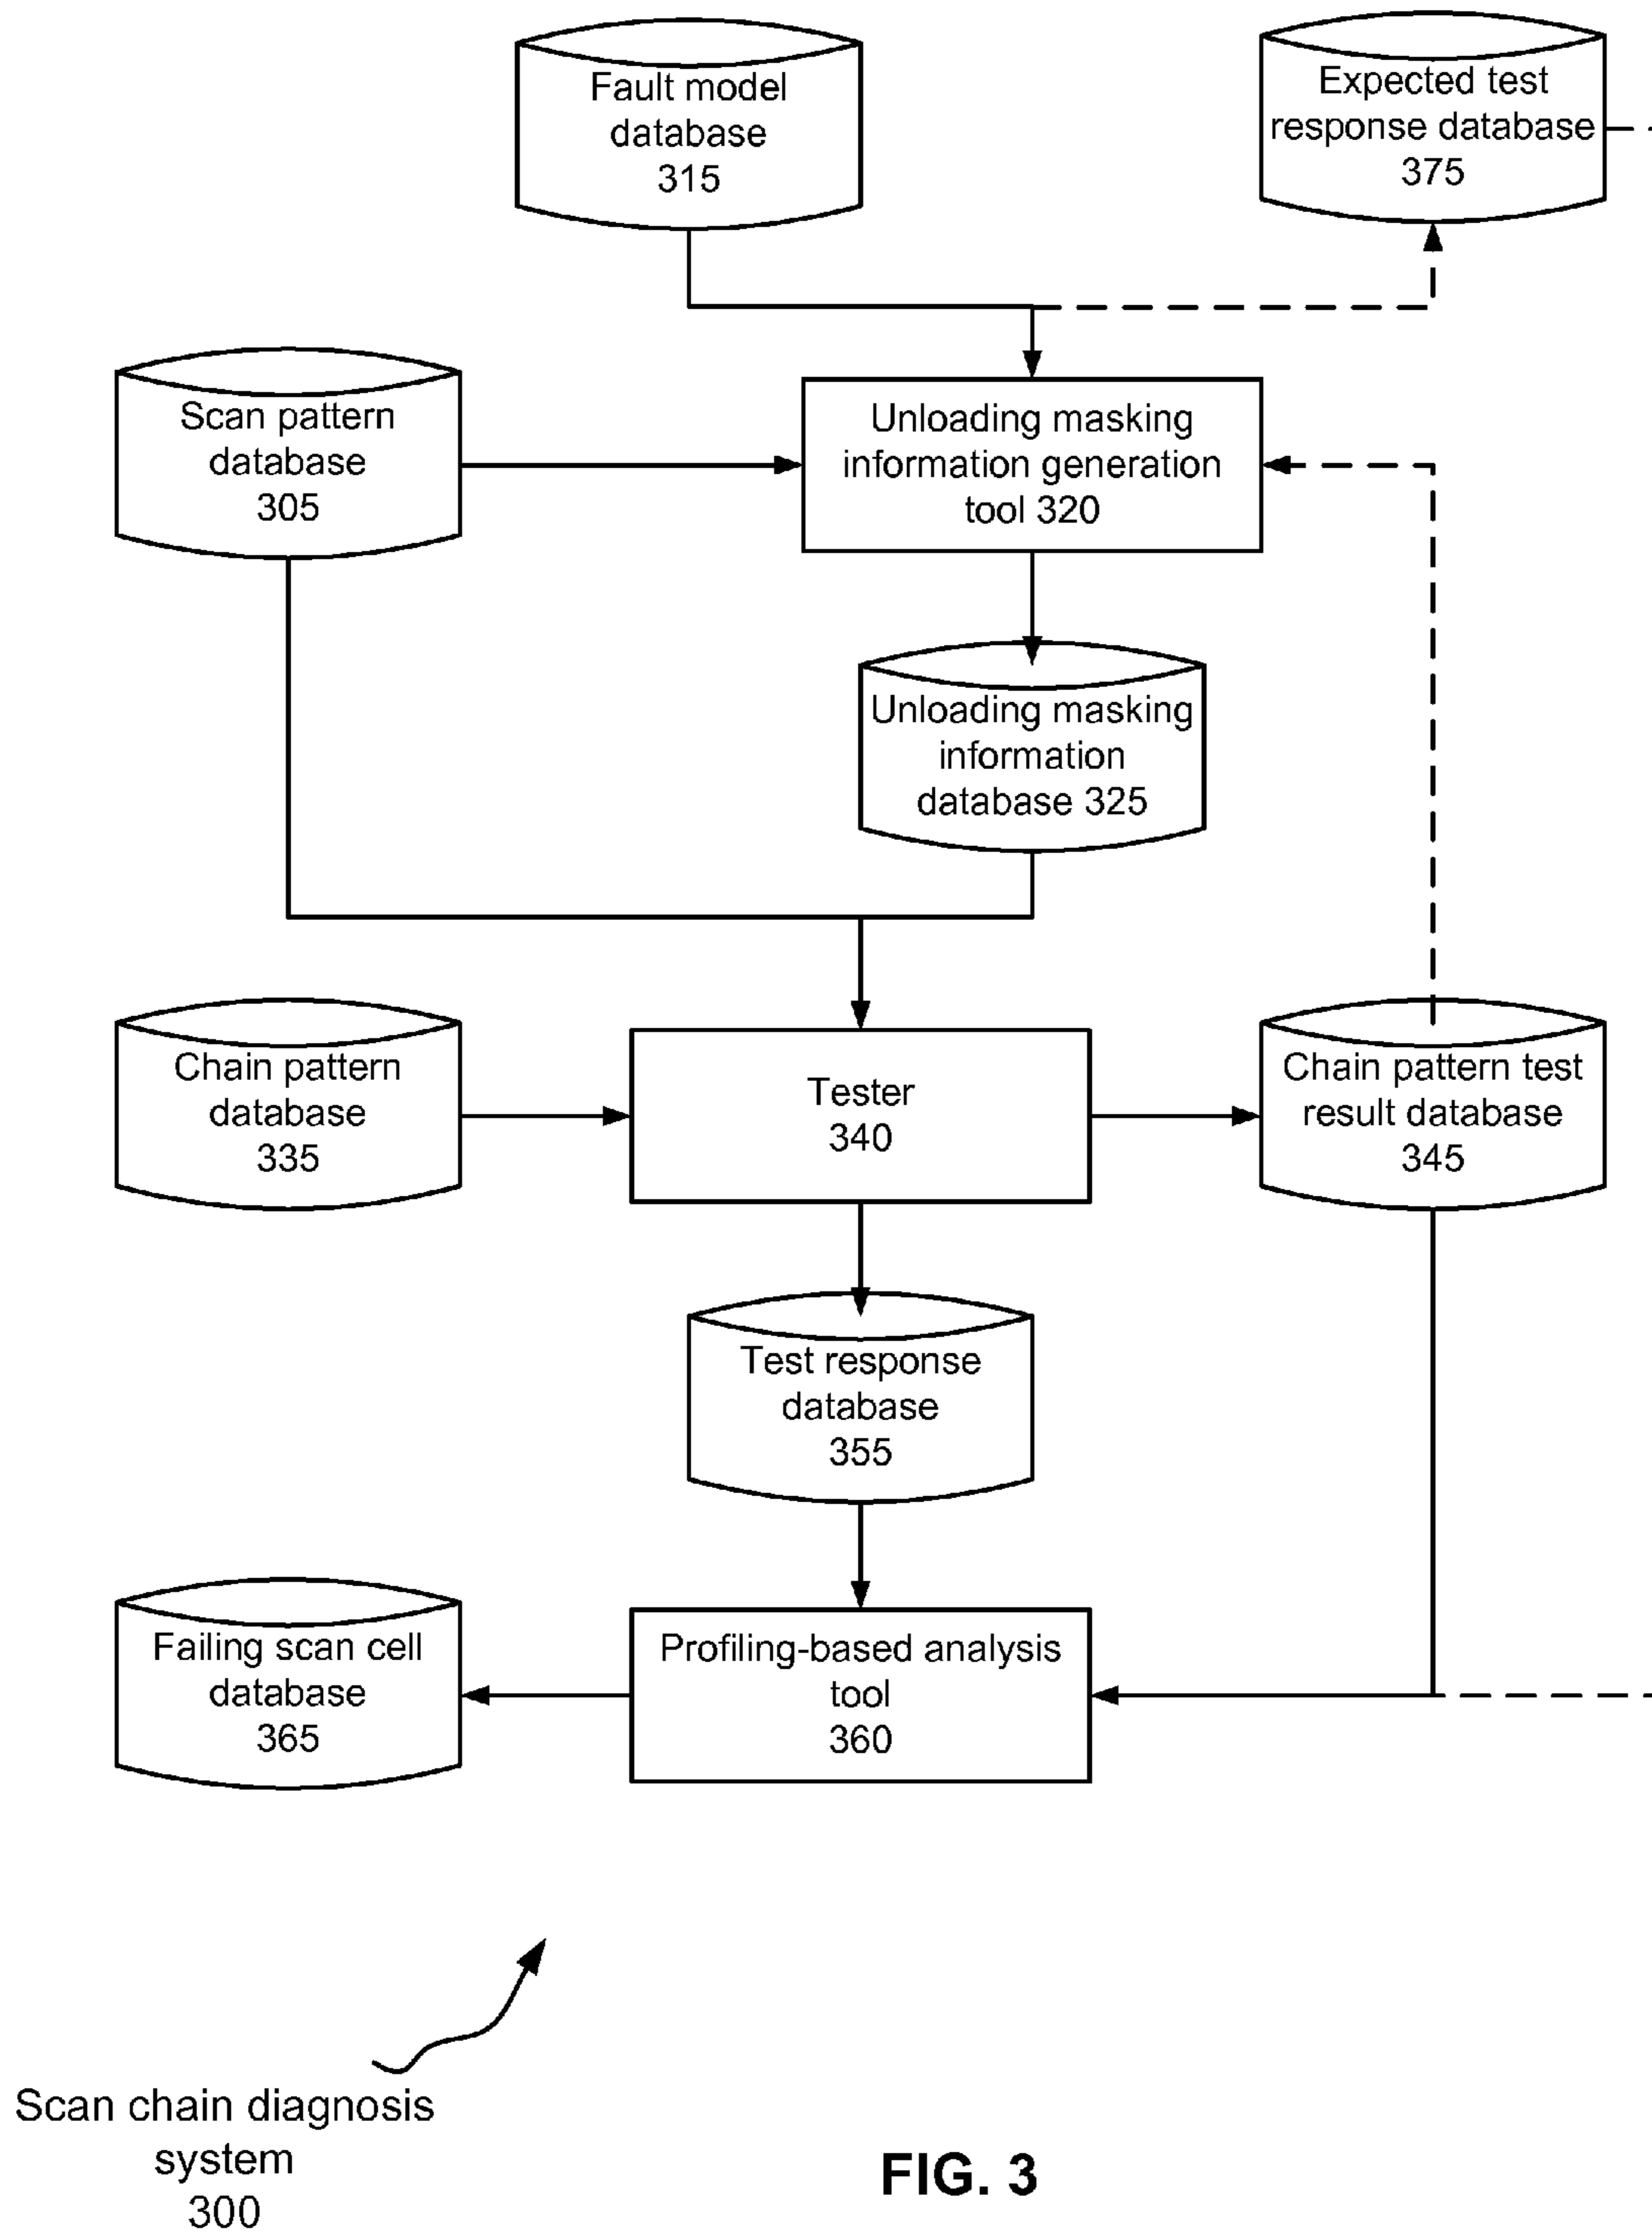 Fault model
database
315
Expected test
response database
375
Scan pattern
database
305
Unloading masking
information generation
tool 320
Unloading masking
information
database 325
Chain pattern
database
335
Tester
340
Chain pattern test
result database
345
Test response
database
355
Failing scan cell
database
365
Profiling-based analysis
tool
360
Scan chain diagnosis
system
300
FIG. 3